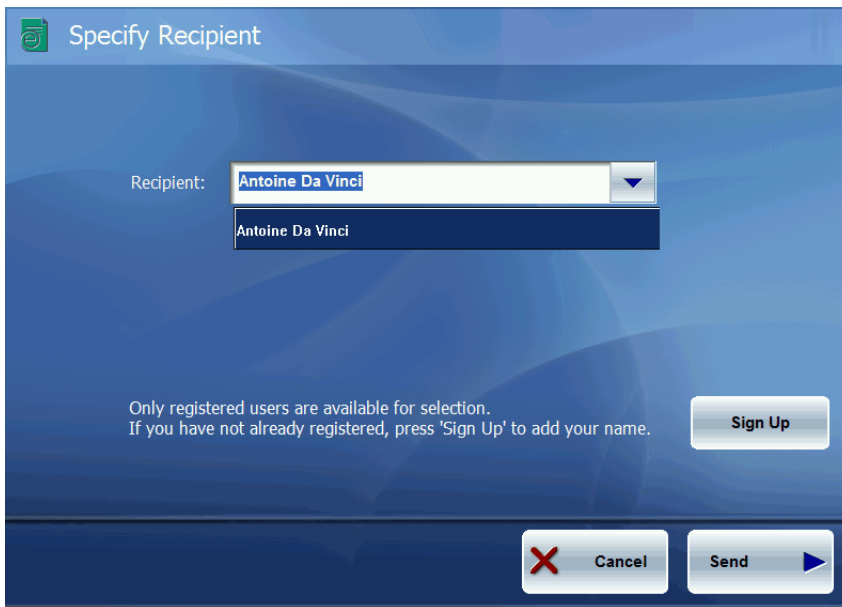 Specify Recipient
Recipient:
Antoine Da Vinci
Antoine Da Vinci
Only registered users are available for selection.
If you have not already registered, press 'Sign Up' to add your name.
Sign Up
Cancel
Send